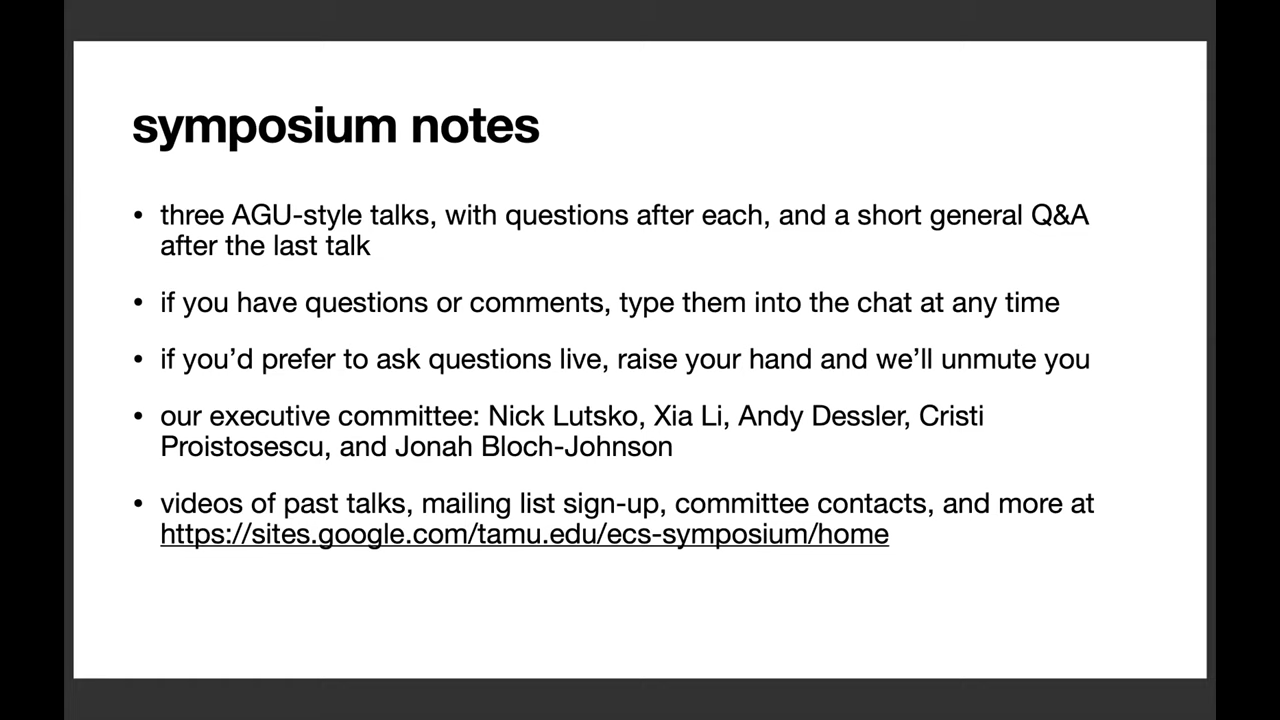 symposium notes
• three AGU-style talks, with questions after each, and a short general Q&A
after the last talk
• if you have questions or comments, type them into the chat at any time
• if you’d prefer to ask questions live, raise your hand and we’ll unmute you
• our executive committee: Nick Lutsko, Xia Li, Andy Dessler, Cristi
Proistosescu, and Jonah Bloch-Johnson
• videos of past talks, mailing list sign-up, committee contacts, and more at
https://sites.google.com/tamu.edu/ecs-symposium/home